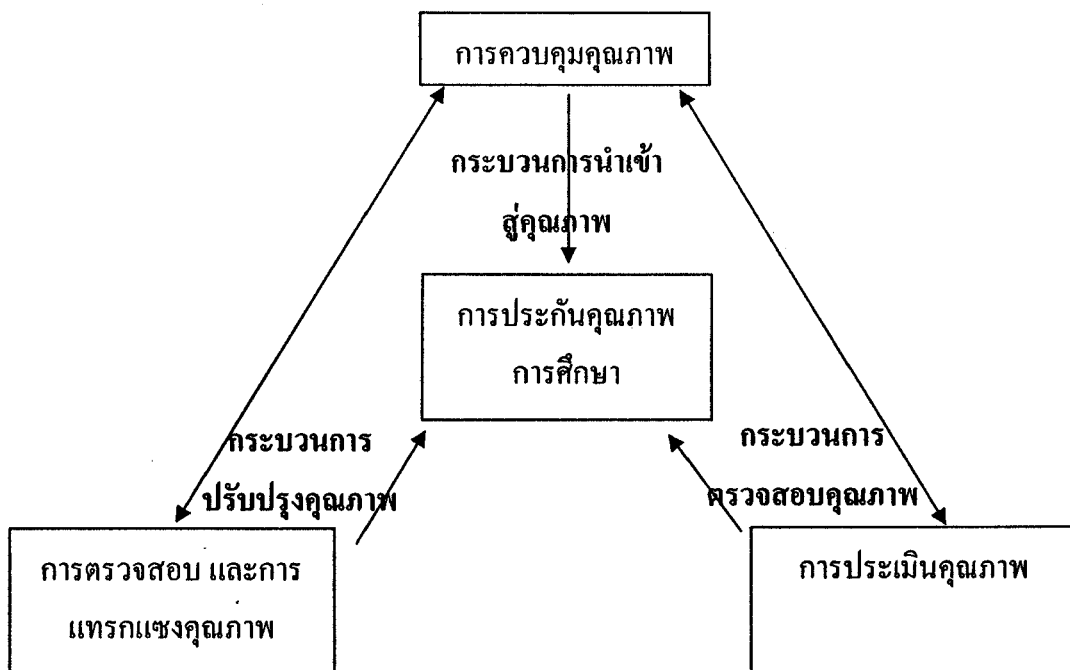 การควบคุมคุณภาพ
กระบวนการนำเข้า
สู่คุณภาพ
การประกันคุณภาพ
การศึกษา
กระบวนการ
ปรับปรุงคุณภาพ
กระบวนการ
ตรวจสอบคุณภาพ
การตรวจสอบ และการ
แทรกแซงคุณภาพ
การประเมินคุณภาพ